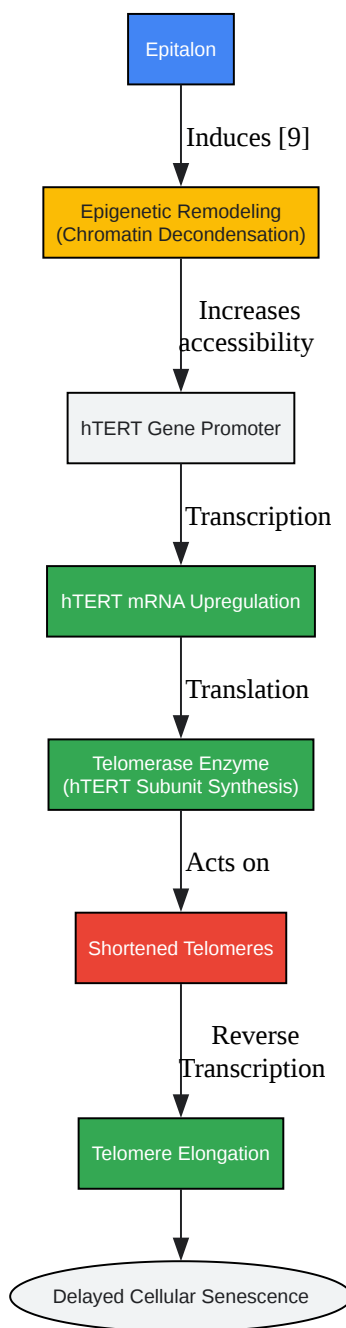 Epitalon
Induces [9]
Epigenetic Remodeling
(Chromatin Decondensation)
Increases
accessibility
hTERT Gene Promoter
Transcription
hTERT mRNA Upregulation
Translation
Telomerase Enzyme
(hTERT Subunit Synthesis)
Acts on
Shortened Telomeres
Reverse
Transcription
Telomere Elongation
Delayed Cellular Senescence